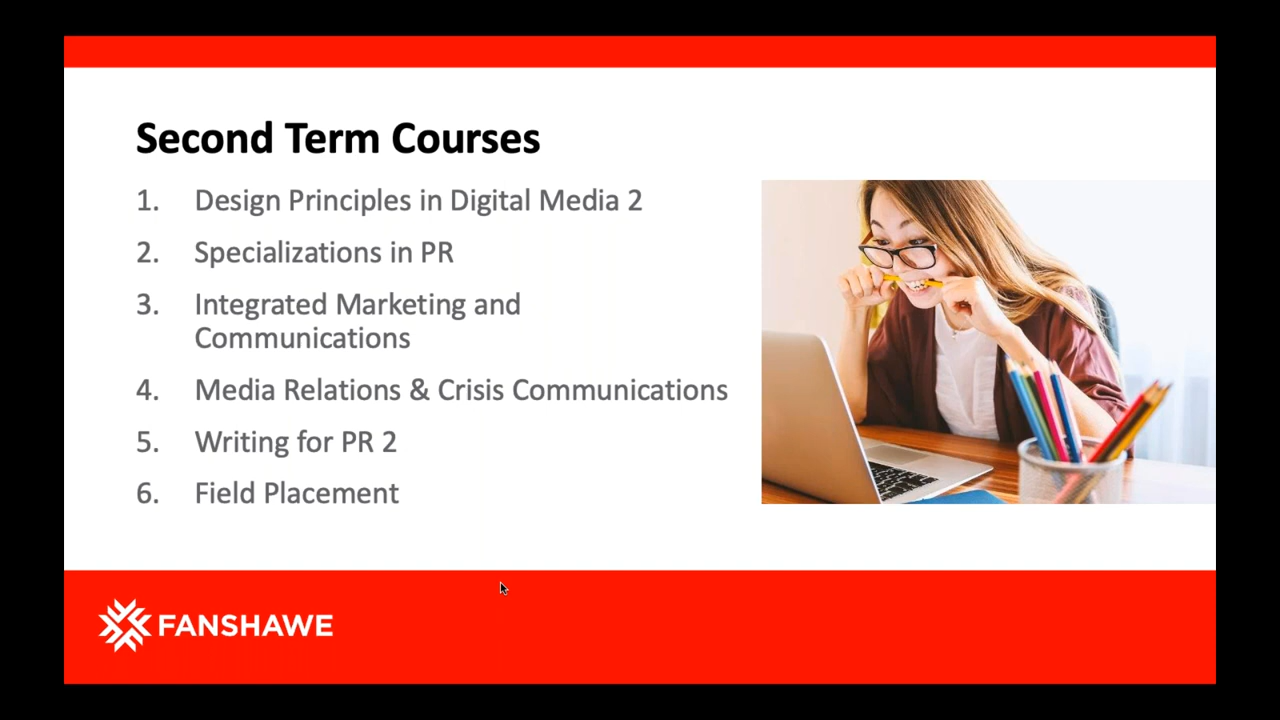 Second Term Courses
1. Design Principles in Digital Media 2
2. Specializations in PR
3. Integrated Marketing and
Communications
4. Media Relations & Crisis Communications
5. Writing for PR 2
6. Field Placement
FANSHAWE